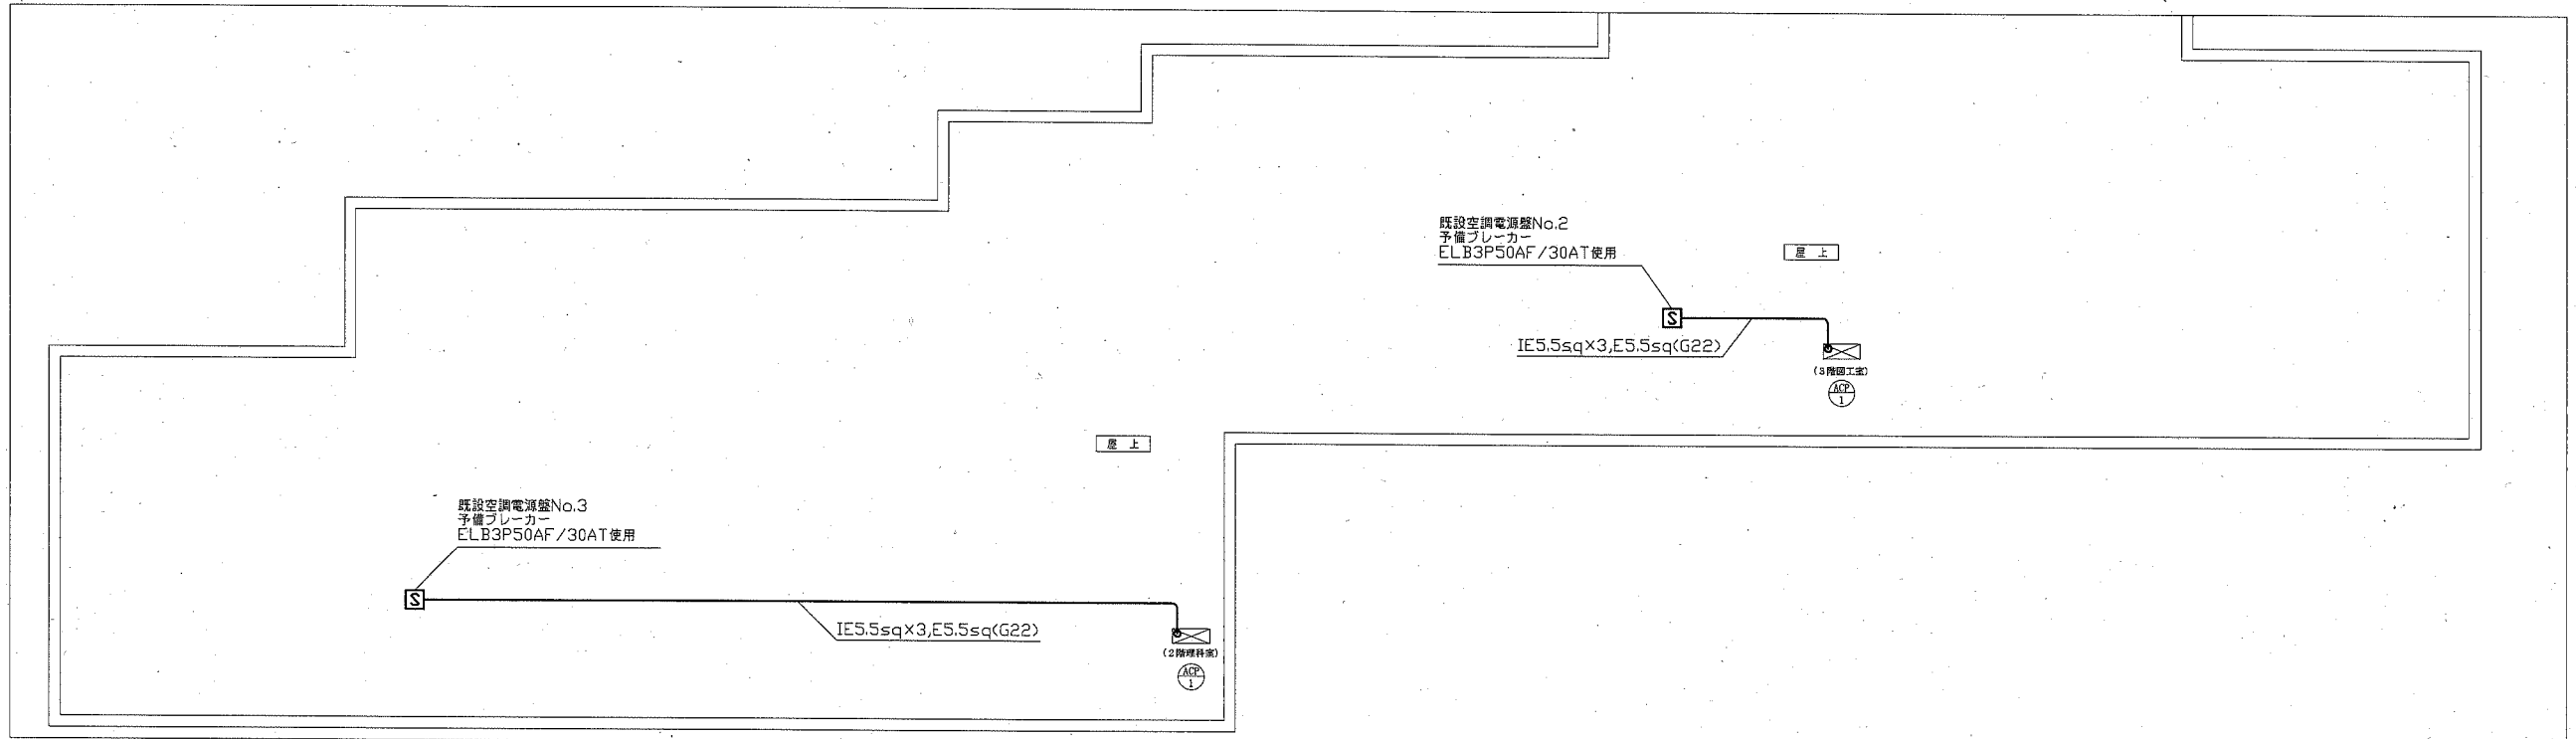 既設空調電源盤No.2
予備ブレーカー
ELB3P50AF/30AT使用
屋上
S
IE5.5sq×3,E5.5sq(G22)
(3階図工室)
ACP
1
屋上
既設空調電源盤No.3
予備ブレーカー
ELB3P50AF/30AT使用
S
IE5.5sq×3,E5.5sq(G22)
(2階理科室)
ACP
1